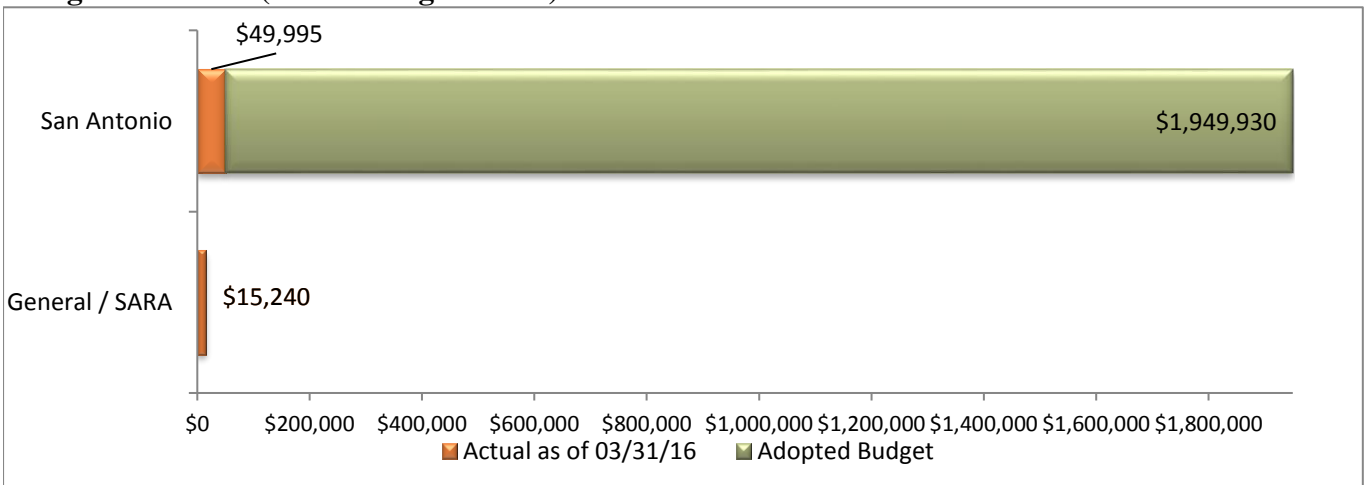 $49,995
San Antonio
$1,949,930
General / SARA
$15,240
$0 $200,000 $400,000 $600,000 $800,000 $1,000,000 $1,200,000 $1,400,000 $1,600,000 $1,800,000
Actual as of 03/31/16 Adopted Budget